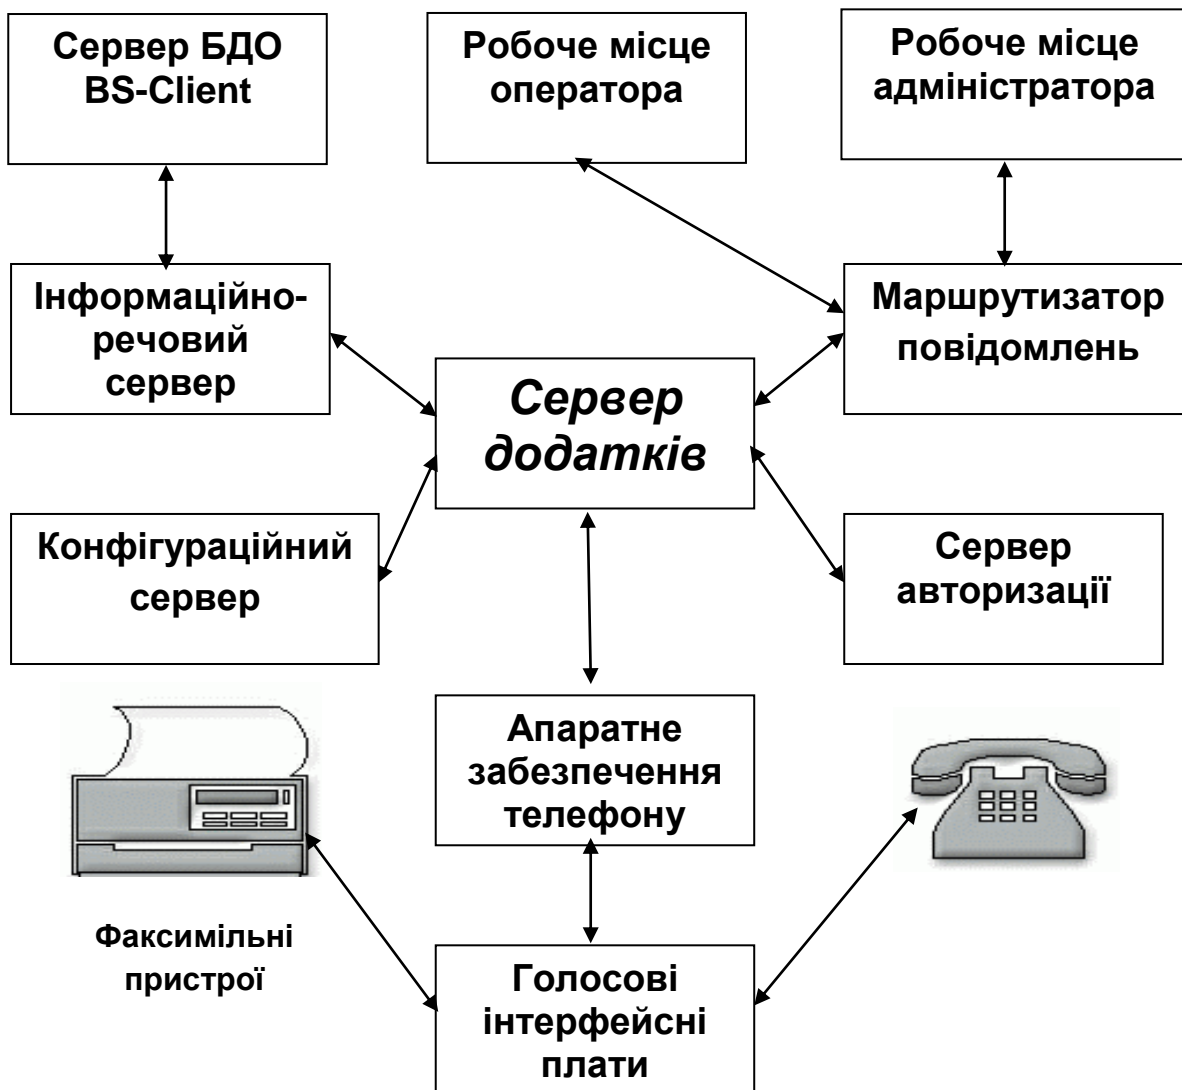 Сервер БДО
BS-Client
Робоче місце
оператора
Робоче місце
адміністратора
Інформаційно-
речовий
сервер
Маршрутизатор
повідомлень
Сервер
додатків
Конфігураційний
сервер
Сервер
авторизації
Апаратне
забезпечення
телефону
Факсимільні
пристрої
Голосові
інтерфейсні
плати